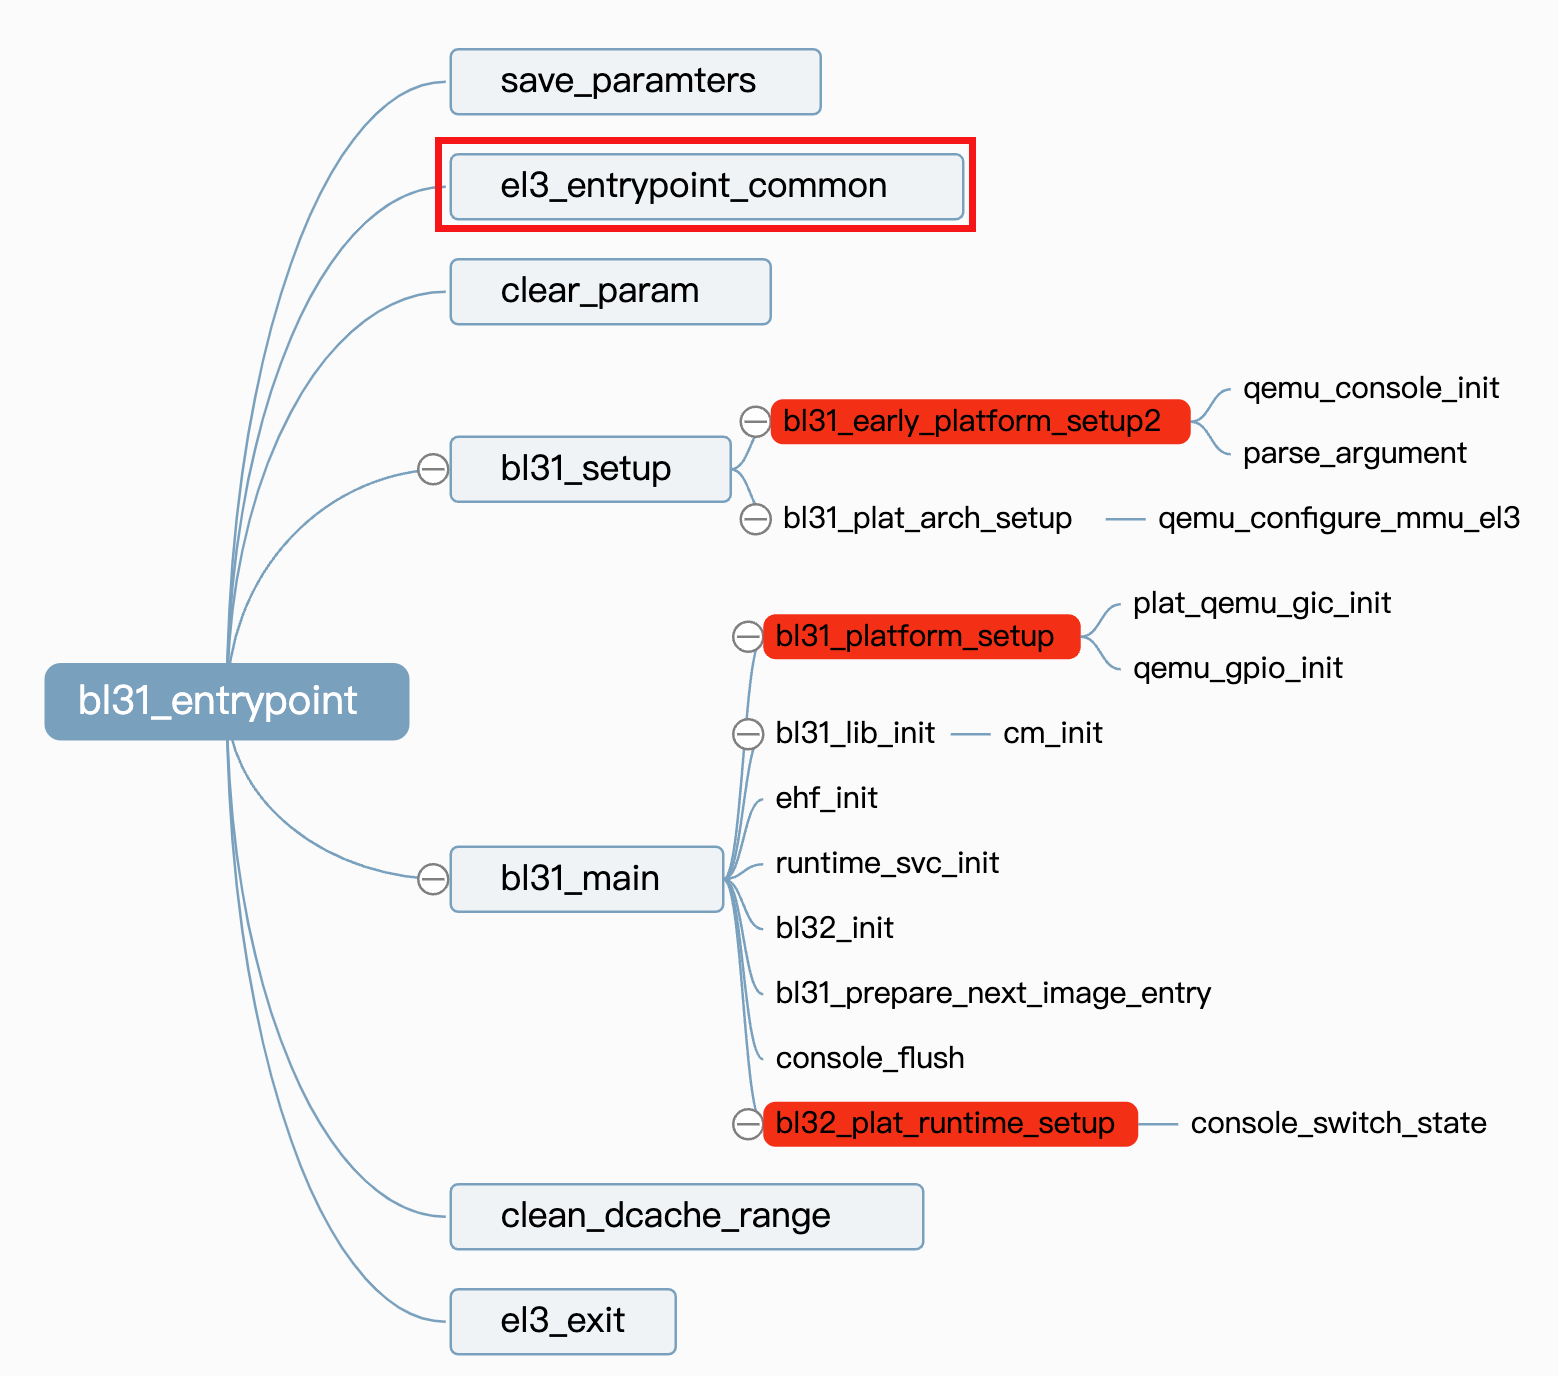 bl31_entrypoint
save_paramters
el3_entrypoint_common
clear_param
bl31_setup
bl31_early_platform_setup2
qemu_console_init
parse_argument
bl31_plat_arch_setup
qemu_configure_mmu_el3
bl31_main
bl31_platform_setup
plat_qemu_gic_init
qemu_gpio_init
bl31_lib_init
cm_init
ehf_init
runtime_svc_init
bl32_init
bl31_prepare_next_image_entry
console_flush
bl32_plat_runtime_setup
console_switch_state
clean_dcache_range
el3_exit